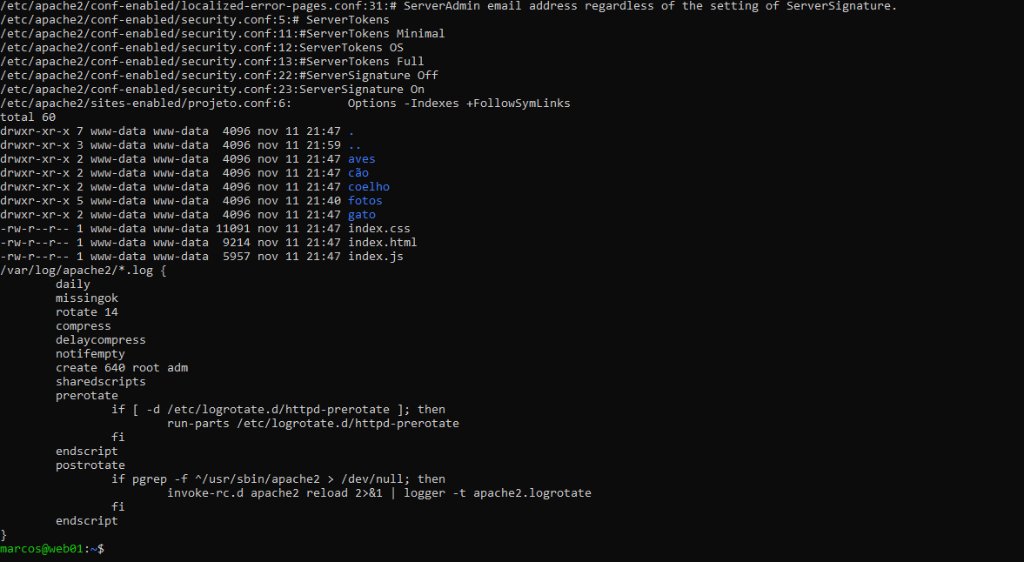 /etc/apache2/conf-enabled/localized-error-pages.conf:31:# ServerAdmin email address regardless of the setting of ServerSignature.
/etc/apache2/conf-enabled/security.conf:5:# ServerTokens
/etc/apache2/conf-enabled/security.conf:11:#ServerTokens Minimal
/etc/apache2/conf-enabled/security.conf:12:ServerTokens OS
/etc/apache2/conf-enabled/security.conf:13:#ServerTokens Full
/etc/apache2/conf-enabled/security.conf:22:#ServerSignature Off
/etc/apache2/conf-enabled/security.conf:23:ServerSignature On
/etc/apache2/sites-enabled/projeto.conf:6:        Options -Indexes +FollowSymLinks
total 60
drwxr-xr-x 7 www-data www-data  4096 nov 11 21:47 .
drwxr-xr-x 3 www-data www-data  4096 nov 11 21:59 ..
drwxr-xr-x 2 www-data www-data  4096 nov 11 21:47 aves
drwxr-xr-x 2 www-data www-data  4096 nov 11 21:47 cão
drwxr-xr-x 2 www-data www-data  4096 nov 11 21:47 coelho
drwxr-xr-x 5 www-data www-data  4096 nov 11 21:40 fotos
drwxr-xr-x 2 www-data www-data  4096 nov 11 21:47 gato
-rw-r--r-- 1 www-data www-data 11091 nov 11 21:47 index.css
-rw-r--r-- 1 www-data www-data  9214 nov 11 21:47 index.html
-rw-r--r-- 1 www-data www-data  5957 nov 11 21:47 index.js
/var/log/apache2/*.log {
        daily
        missingok
        rotate 14
        compress
        delaycompress
        notifempty
        create 640 root adm
        sharedscripts
        prerotate
                if [ -d /etc/logrotate.d/httpd-prerotate ]; then
                        run-parts /etc/logrotate.d/httpd-prerotate
                fi
        endscript
        postrotate
                if pgrep -f ^/usr/sbin/apache2 > /dev/null; then
                        invoke-rc.d apache2 reload 2>&1 | logger -t apache2.logrotate
                fi
        endscript
}
marcos@web01:~$